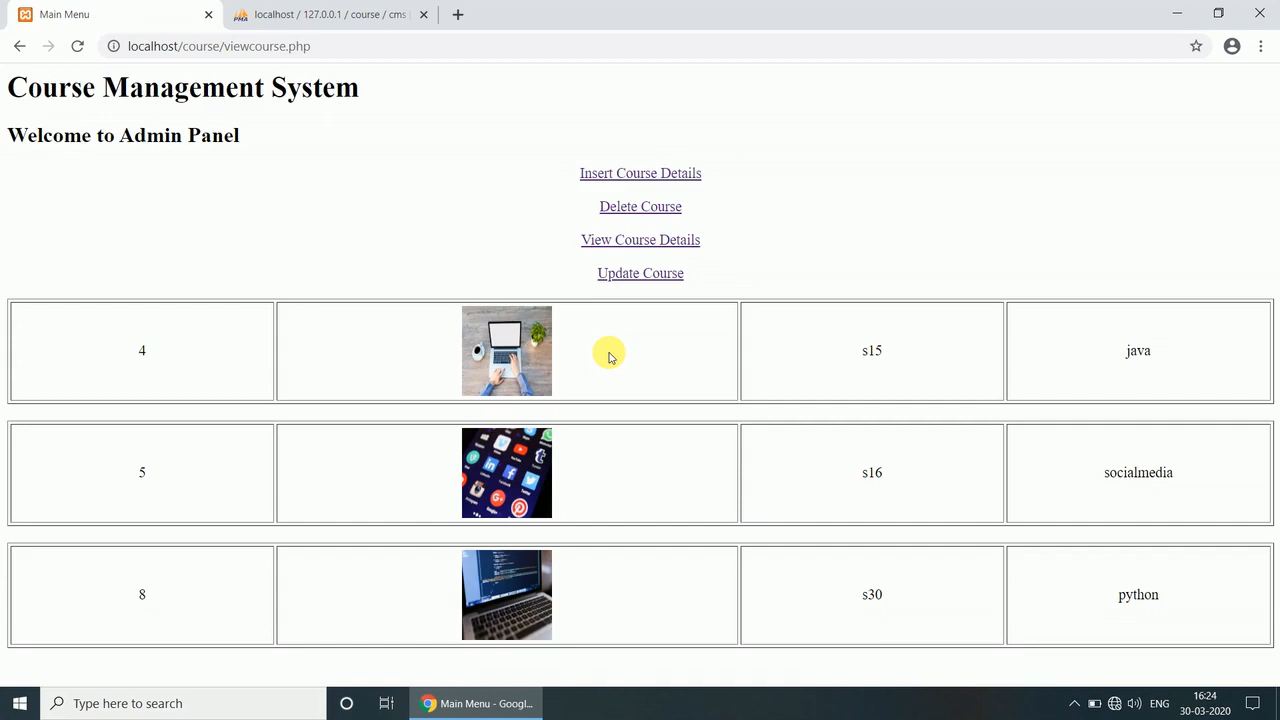 Main Menu
localhost / 127.0.0.1 / course / cms
localhost/course/viewcourse.php
Course Management System
Welcome to Admin Panel
Insert Course Details
Delete Course
View Course Details
Update Course
4 s15 java
5 s16 socialmedia
8 s30 python
Type here to search
Main Menu - Googl...
ENG
16:24
30-03-2020